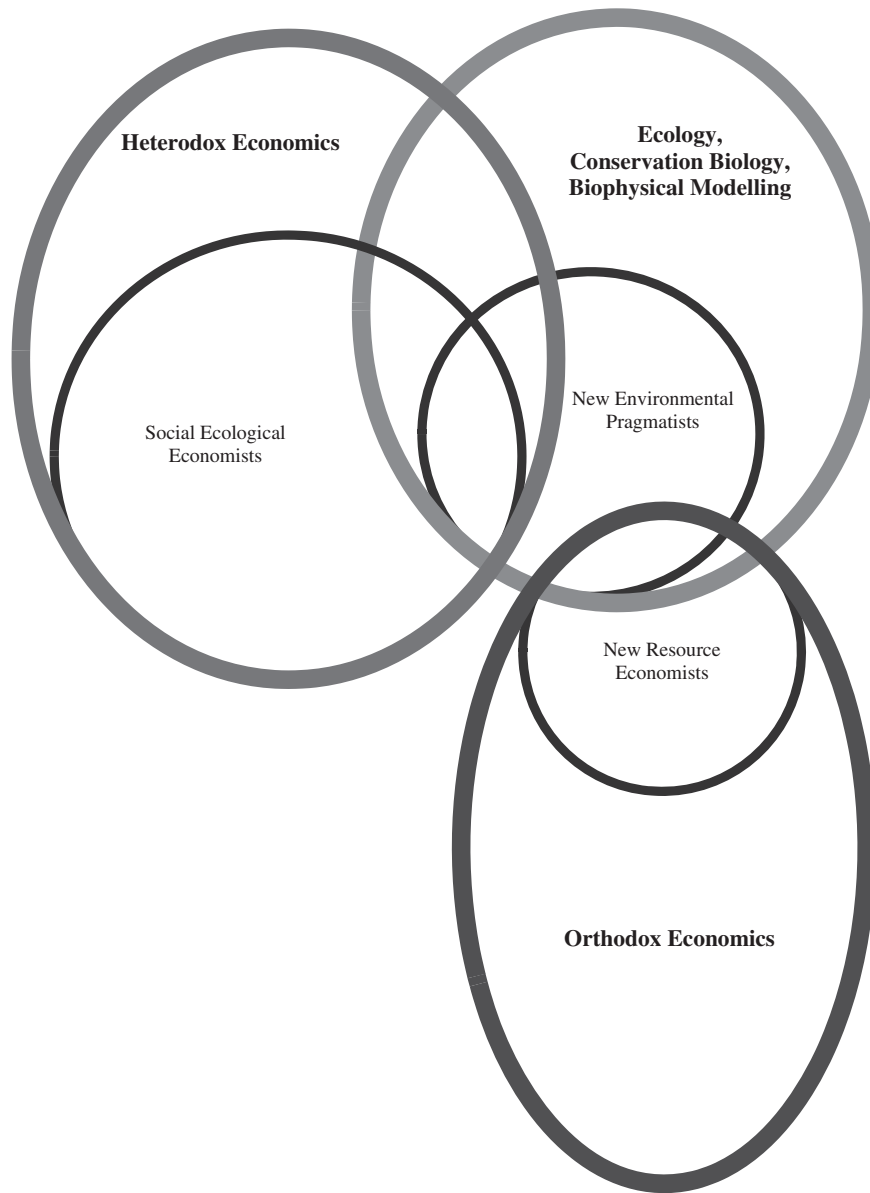 Heterodox Economics
Ecology,
Conservation Biology,
Biophysical Modelling
Social Ecological
Economists
New Environmental
Pragmatists
New Resource
Economists
Orthodox Economics